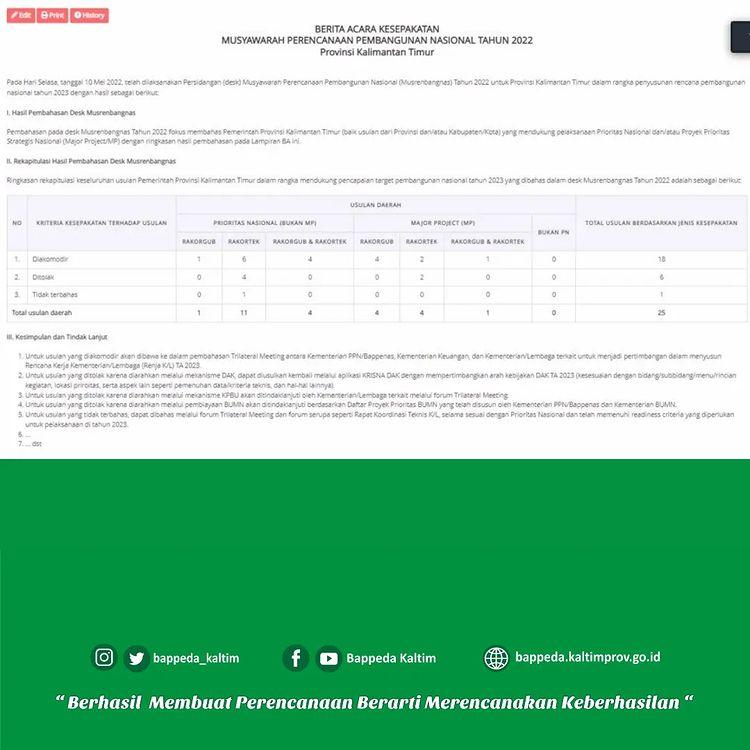 Edit Print History
BERITA ACARA KESEPAKATAN
MUSYAWARAH PERENCANAAN PEMBANGUNAN NASIONAL TAHUN 2022
Provinsi Kalimantan Timur
Pada Hari Selasa, tanggal 10 Mei 2022, telah dilaksanakan Persidangan (desk) Musyawarah Perencanaan Pembangunan Nasional (Musrenbangnas) Tahun 2022 untuk Provinsi Kalimantan Timur dalam rangka penyusunan rencana pembangunan
nasional tahun 2023 dengan hasil sebagai berikut:
I. Hasil Pembahasan Desk Musrenbangnas
Pembahasan pada desk Musrenbangnas Tahun 2022 fokus membahas Pemerintah Provinsi Kalimantan Timur (baik usulan dari Provinsi dan/atau Kabupaten/Kota) yang mendukung pelaksanaan Prioritas Nasional dan/atau Proyek Prioritas
Strategis Nasional (Major Project/MP) dengan ringkasan hasil pembahasan pada Lampiran BA ini.
II. Rekapitulasi Hasil Pembahasan Desk Musrenbangnas
Ringkasan rekapitulasi keseluruhan usulan Pemerintah Provinsi Kalimantan Timur dalam rangka mendukung pencapaian target pembangunan nasional tahun 2023 yang dibahas dalam desk Musrenbangnas Tahun 2022 adalah sebagai berikut:
USULAN DAERAH
NO KRITERIA KESEPAKATAN TERHADAP USULAN PRIORITAS NASIONAL (BUKAN MP) MAJOR PROJECT (MP) BUKAN PN TOTAL USULAN BERDASARKAN JENIS KESEPAKATAN
RAKORGUB RAKORTEK RAKORGUB & RAKORTEK RAKORGUB RAKORTEK RAKORGUB & RAKORTEK
1. Diakomodir 1 6 4 4 2 1 0 18
2. Ditolak 0 4 0 0 2 0 0 6
3. Tidak terbahas 0 1 0 0 0 0 0 1
Total usulan daerah 1 11 4 4 4 1 0 25
III. Kesimpulan dan Tindak Lanjut
1. Untuk usulan yang diakomodir akan dibawa ke dalam pembahasan Trilateral Meeting antara Kementerian PPN/Bappenas, Kementerian Keuangan, dan Kementerian/Lembaga terkait untuk menjadi pertimbangan dalam menyusun
Rencana Kerja Kementerian/Lembaga (Renja K/L) TA 2023.
2. Untuk usulan yang ditolak karena diarahkan melalui mekanisme DAK, dapat diusulkan kembali melalui aplikasi KRISNA DAK dengan mempertimbangkan arah kebijakan DAK TA 2023 (kesesuaian dengan bidang/subbidang/menu/rincian
kegiatan, lokasi prioritas, serta aspek lain seperti pemenuhan data/kriteria teknis, dan hal-hal lainnya).
3. Untuk usulan yang ditolak karena diarahkan melalui mekanisme KPBU akan ditindaklanjuti oleh Kementerian/Lembaga terkait melalui forum Trilateral Meeting.
4. Untuk usulan yang ditolak karena diarahkan melalui pembiayaan BUMN akan ditindaklanjuti berdasarkan Daftar Proyek Prioritas BUMN yang telah disusun oleh Kementerian PPN/Bappenas dan Kementerian BUMN.
5. Untuk usulan yang tidak terbahas, dapat dibahas melalui forum Trilateral Meeting dan forum serupa seperti Rapat Koordinasi Teknis K/L, selama sesuai dengan Prioritas Nasional dan telah memenuhi readiness criteria yang diperlukan
untuk pelaksanaan di tahun 2023.
6. ...
7. ... dst
bappeda_kaltim Bappeda Kaltim bappeda.kaltimprov.go.id
“ Berhasil Membuat Perencanaan Berarti Merencanakan Keberhasilan “